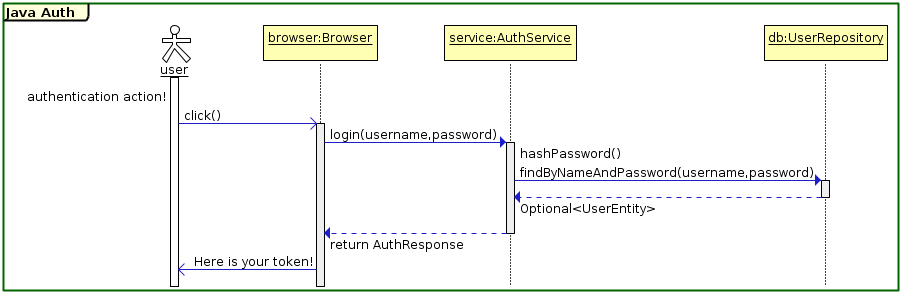 Java Auth
browser:Browser
service:AuthService
db:UserRepository
user
authentication action!
click()
login(username,password)
hashPassword()
findByNameAndPassword(username,password)
Optional<UserEntity>
return AuthResponse
Here is your token!